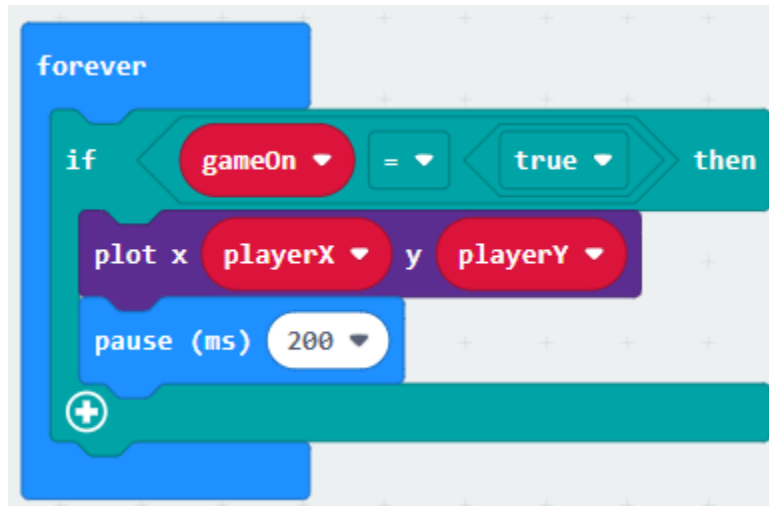 forever
if gameOn = true then
plot x playerX y playerY
pause (ms) 200